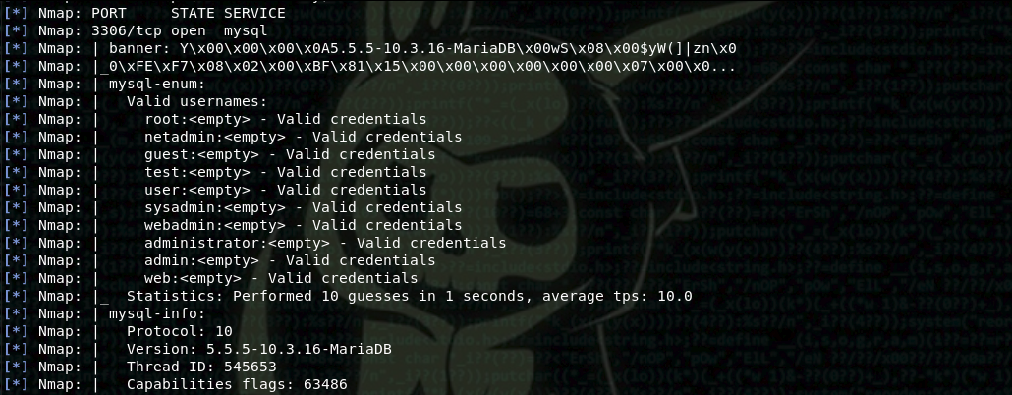 [*] Nmap: PORT     STATE SERVICE
[*] Nmap: 3306/tcp open  mysql
[*] Nmap: | banner: Y\x00\x00\x00\x0A5.5.5-10.3.16-MariaDB\x00wS\x08\x00$yW(]|zn\x0
[*] Nmap: |_0\xFE\xF7\x08\x02\x00\xBF\x81\x15\x00\x00\x00\x00\x00\x00\x07\x00\x0...
[*] Nmap: | mysql-enum:
[*] Nmap: |   Valid usernames:
[*] Nmap: |     root:<empty> - Valid credentials
[*] Nmap: |     netadmin:<empty> - Valid credentials
[*] Nmap: |     guest:<empty> - Valid credentials
[*] Nmap: |     test:<empty> - Valid credentials
[*] Nmap: |     user:<empty> - Valid credentials
[*] Nmap: |     sysadmin:<empty> - Valid credentials
[*] Nmap: |     webadmin:<empty> - Valid credentials
[*] Nmap: |     administrator:<empty> - Valid credentials
[*] Nmap: |     admin:<empty> - Valid credentials
[*] Nmap: |     web:<empty> - Valid credentials
[*] Nmap: |_  Statistics: Performed 10 guesses in 1 seconds, average tps: 10.0
[*] Nmap: | mysql-info:
[*] Nmap: |   Protocol: 10
[*] Nmap: |   Version: 5.5.5-10.3.16-MariaDB
[*] Nmap: |   Thread ID: 545653
[*] Nmap: |   Capabilities flags: 63486